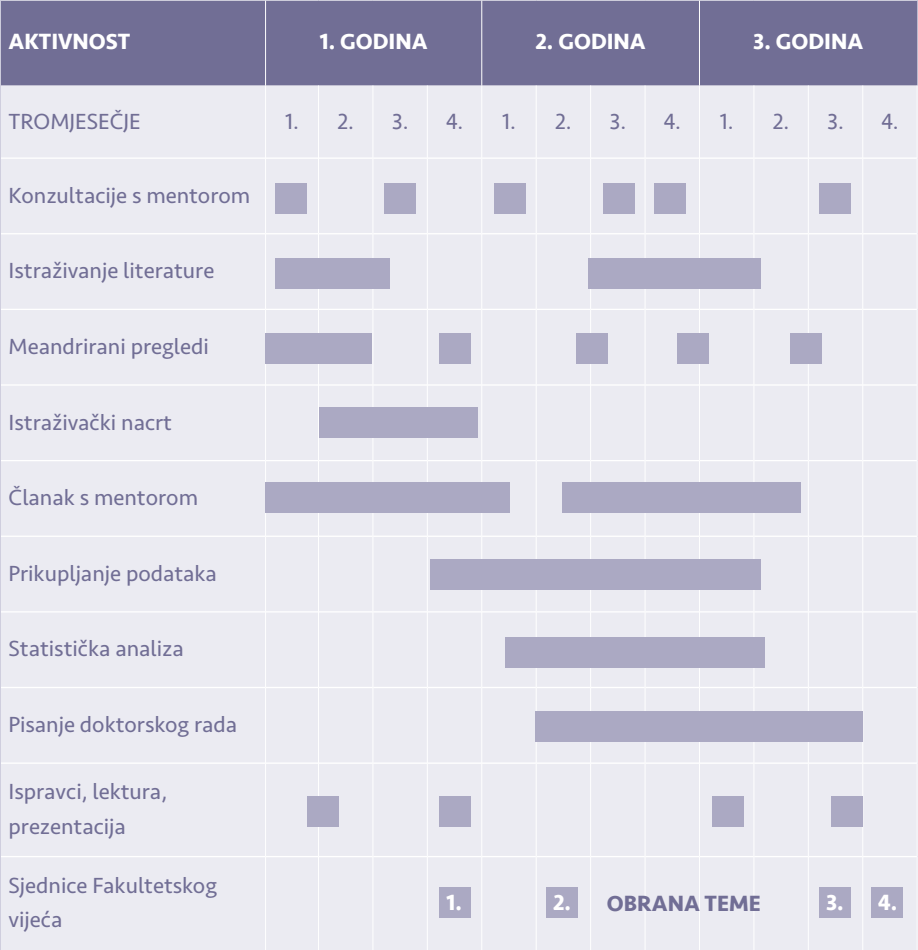 AKTIVNOST 1. GODINA 2. GODINA 3. GODINA
TROMJESEČJE 1. 2. 3. 4. 1. 2. 3. 4. 1. 2. 3. 4.
Konzultacije s mentorom
Istraživanje literature
Meandrirani pregledi
Istraživački nacrt
Članak s mentorom
Prikupljanje podataka
Statistička analiza
Pisanje doktorskog rada
Ispravci, lektura,
prezentacija
Sjednice Fakultetskog
vijeća
1. 2. OBRANA TEME 3. 4.